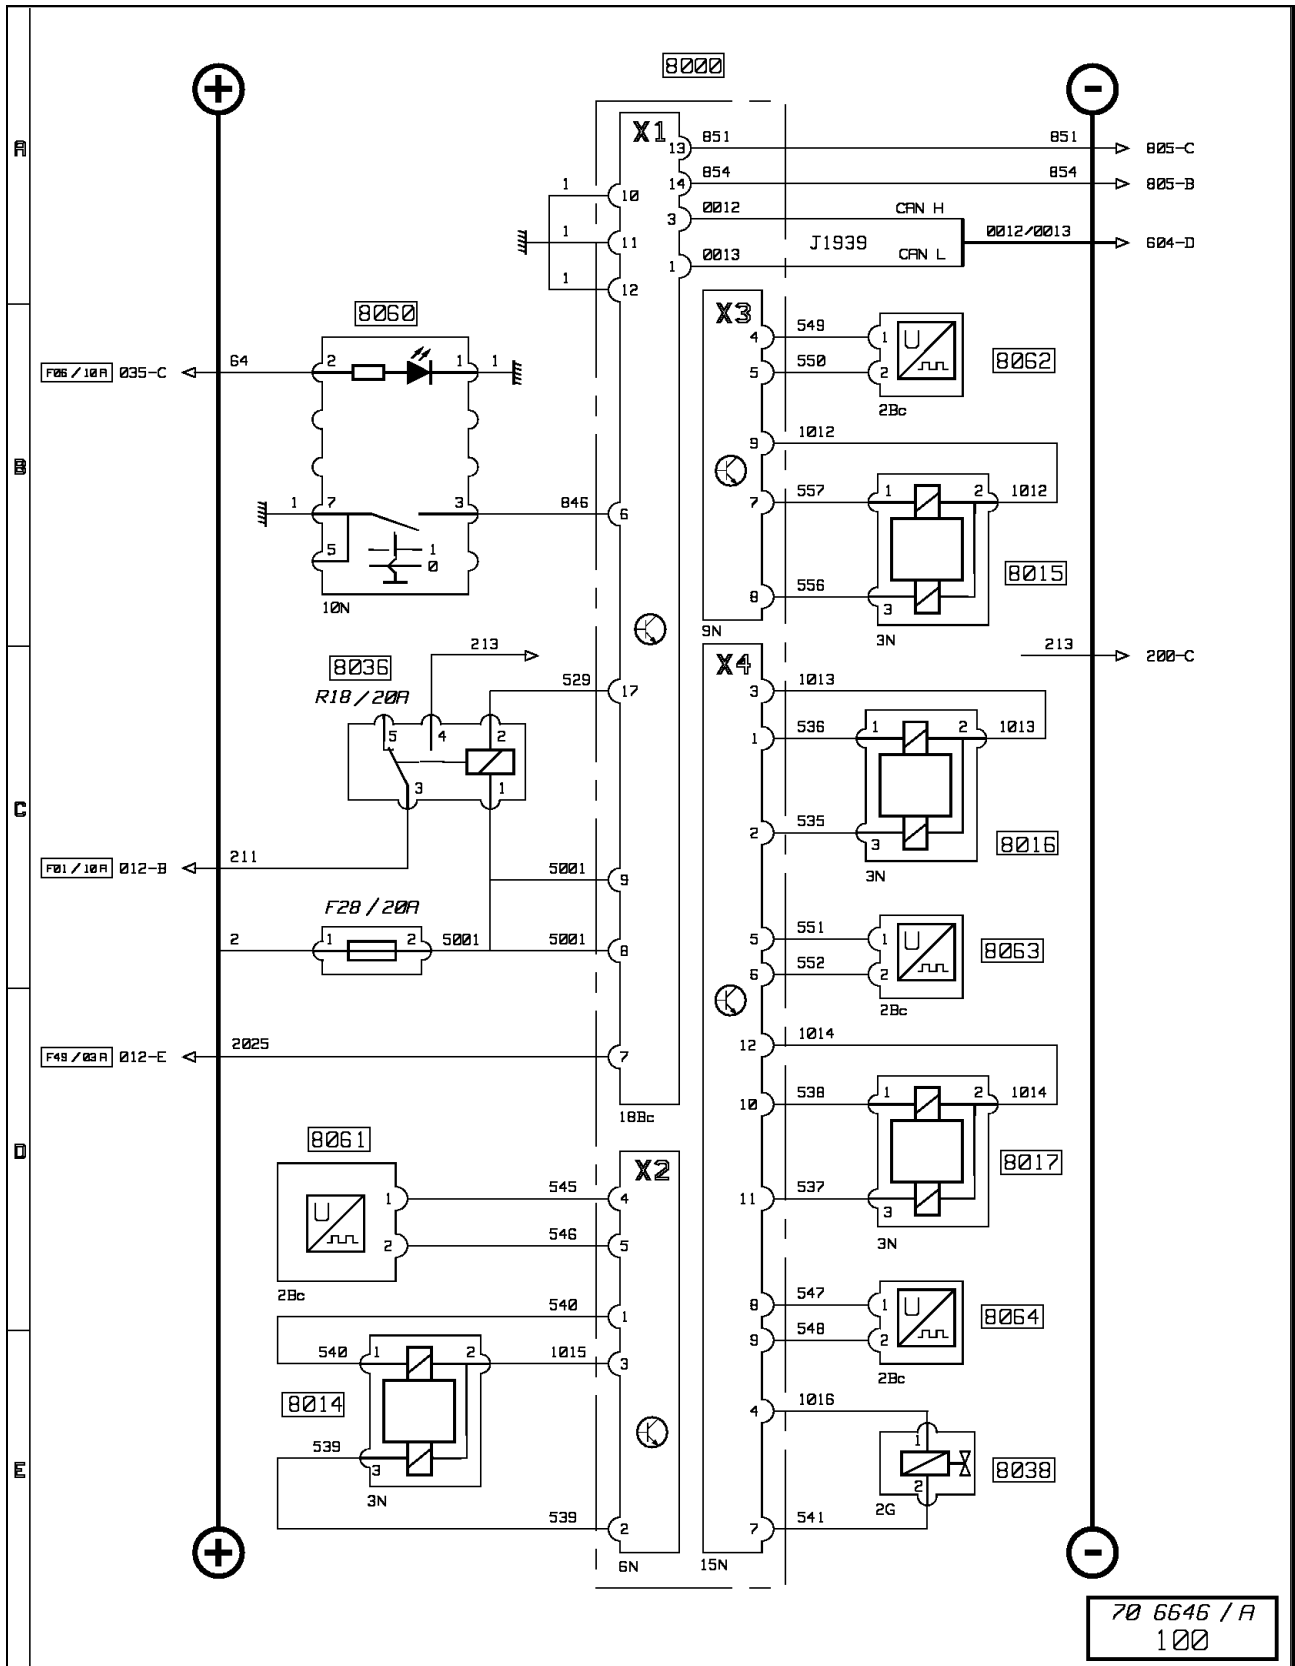 8000
X1
13 851 851 805-C
A
14 854 854 805-B
1 10
3 0012 CAN H
J1939 0012/0013 604-D
1 11
1 0013 CAN L
1 12
8060
X3
4 549 1 U
8062
F06 / 10A 035-C 64 2 1 1
5 550 2
2Bc
9 1012
B
7 557 1 2 1012
1 7 3 846 6
5 1
0
8015
8 556 3
10N
9N
3N
213
213 200-C
8036
X4
R18 / 20A
529 17
3 1013
5 4 2
1 536 1 2 1013
3 1
C
2 535 3
8016
F01 / 10A 012-B 211
3N
5001 9
F28 / 20A
2 1 2 5001 5001 8
5 551 1 U
8063
6 552 2
2Bc
F49 / 03A 012-E 2025 7
12 1014
10 538 1 2 1014
18Bc
8061
X2
D
8017
1 545 4
U
11 537 3
2 546 5
3N
2Bc
540 1
8 547 1 U
8064
9 548 2
540 1 2 1015 3
2Bc
8014
4 1016
539 3
1
8038
E
2
3N
2G
539 2
7 541
6N
15N
70 6646 / A
100